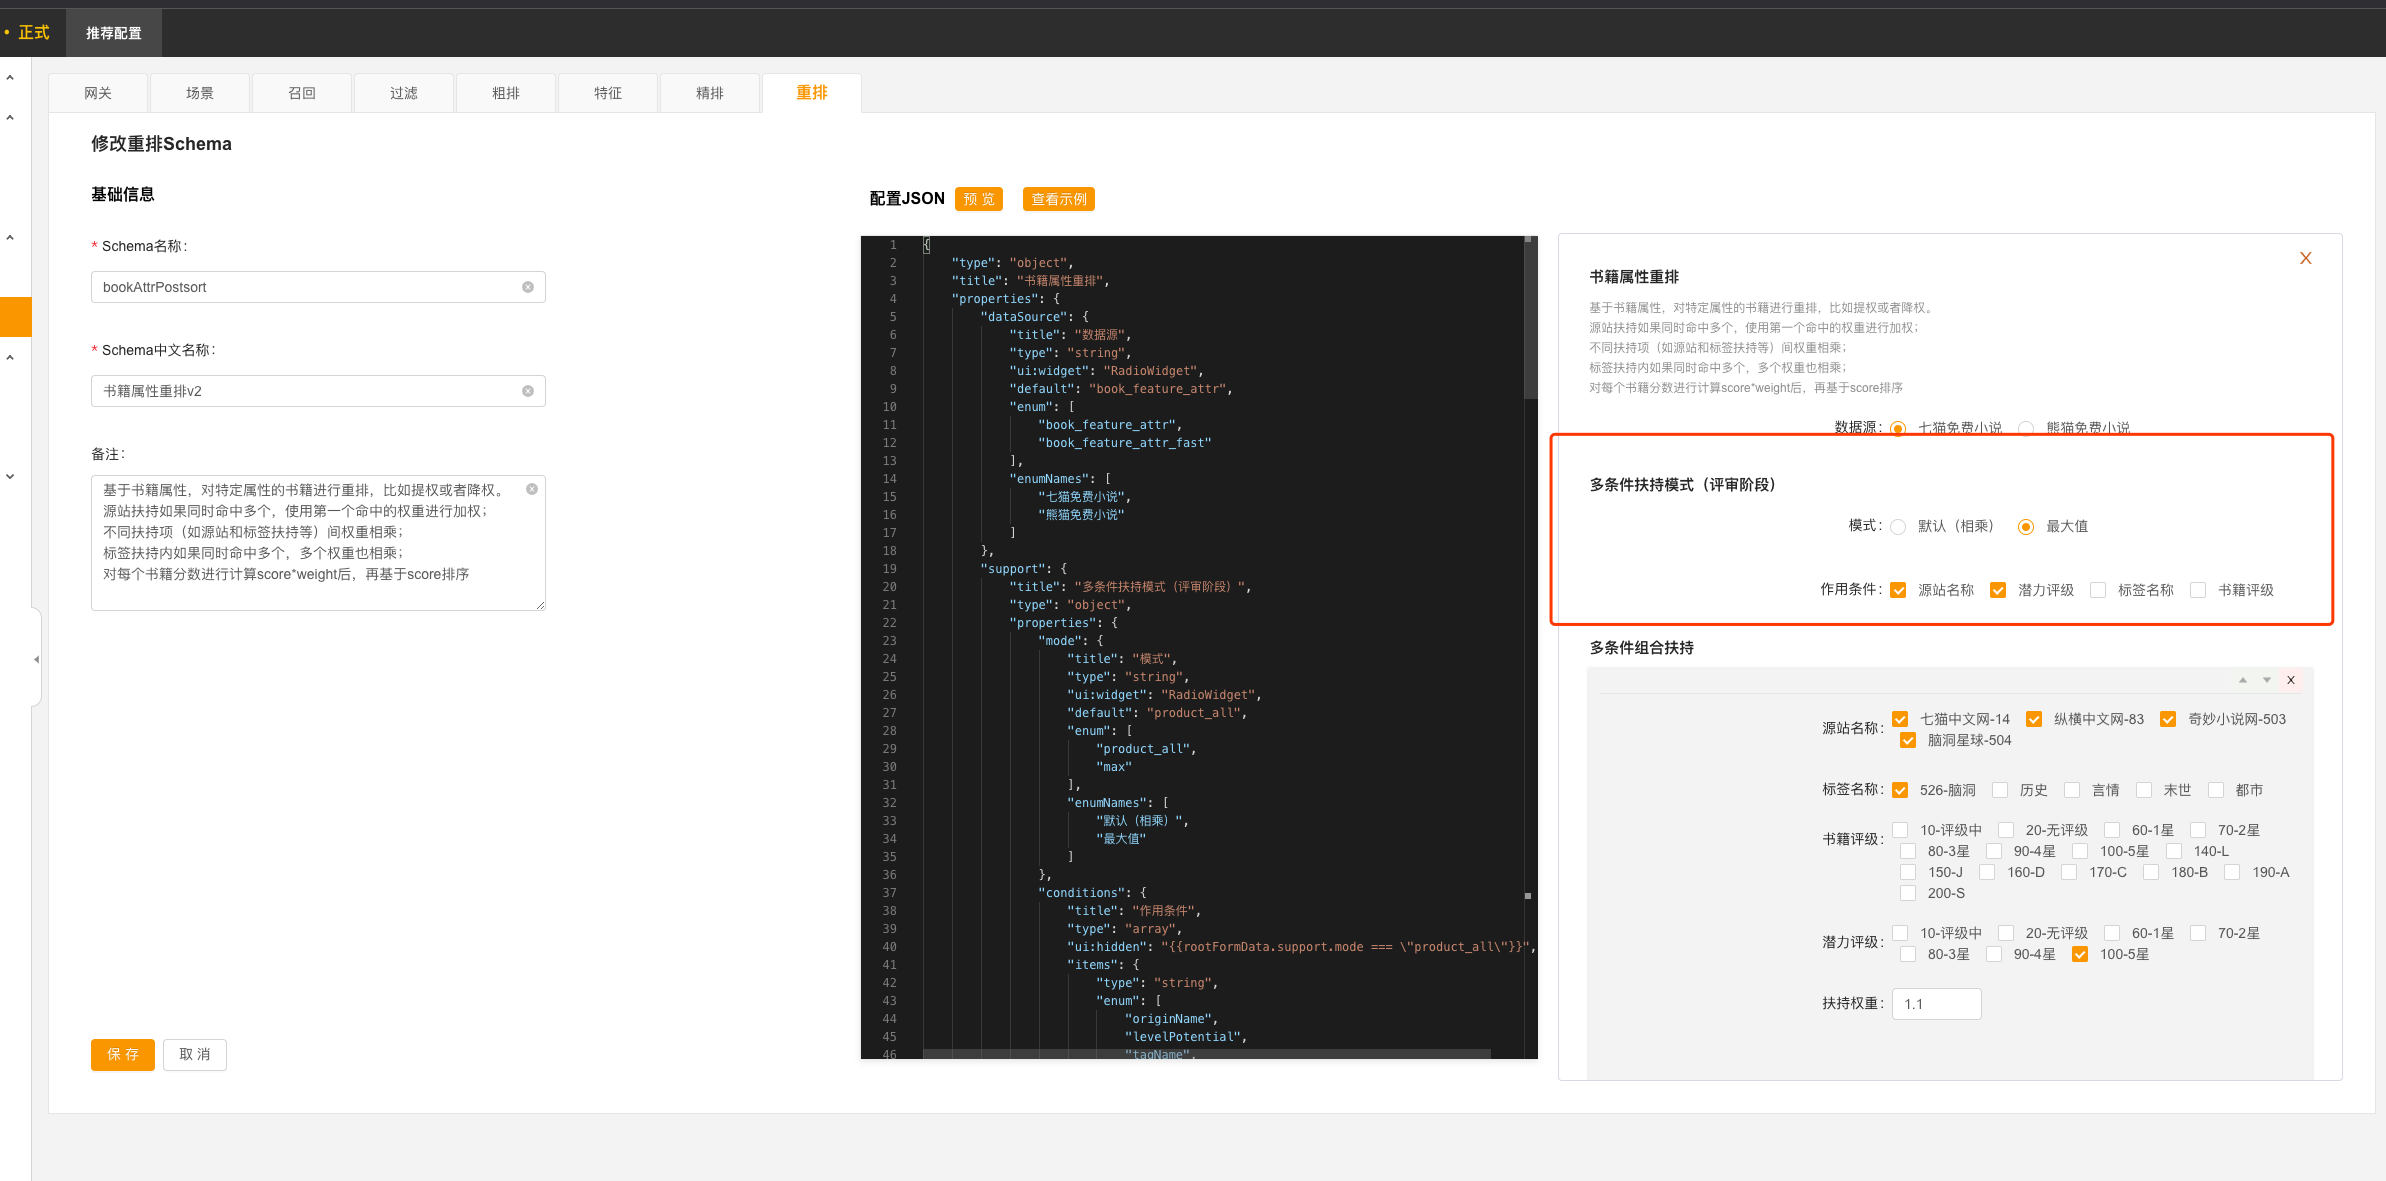 • 正式
推荐配置
网关
场景
召回
过滤
粗排
特征
精排
重排
修改重排Schema
基础信息
* Schema名称：
bookAttrPostsort
* Schema中文名称：
书籍属性重排v2
备注：
基于书籍属性，对特定属性的书籍进行重排，比如提权或者降权。
源站扶持如果同时命中多个，使用第一个命中的权重进行加权；
不同扶持项（如源站和标签扶持等）间权重相乘；
标签扶持内如果同时命中多个，多个权重也相乘；
对每个书籍分数进行计算score*weight后，再基于score排序
保 存
取 消
配置JSON
预 览
查看示例
1 {
2 "type": "object",
3 "title": "书籍属性重排",
4 "properties": {
5 "dataSource": {
6 "title": "数据源",
7 "type": "string",
8 "ui:widget": "RadioWidget",
9 "default": "book_feature_attr",
10 "enum": [
11 "book_feature_attr",
12 "book_feature_attr_fast"
13 ],
14 "enumNames": [
15 "七猫免费小说",
16 "熊猫免费小说"
17 ]
18 },
19 "support": {
20 "title": "多条件扶持模式（评审阶段）",
21 "type": "object",
22 "properties": {
23 "mode": {
24 "title": "模式",
25 "type": "string",
26 "ui:widget": "RadioWidget",
27 "default": "product_all",
28 "enum": [
29 "product_all",
30 "max"
31 ],
32 "enumNames": [
33 "默认（相乘）",
34 "最大值"
35 ]
36 },
37 "conditions": {
38 "title": "作用条件",
39 "type": "array",
40 "ui:hidden": "{{rootFormData.support.mode === \"product_all\"}}",
41 "items": {
42 "type": "string",
43 "enum": [
44 "originName",
45 "levelPotential",
46 "tagName",
X
书籍属性重排
基于书籍属性，对特定属性的书籍进行重排，比如提权或者降权。
源站扶持如果同时命中多个，使用第一个命中的权重进行加权；
不同扶持项（如源站和标签扶持等）间权重相乘；
标签扶持内如果同时命中多个，多个权重也相乘；
对每个书籍分数进行计算score*weight后，再基于score排序
数据源： 七猫免费小说 熊猫免费小说
多条件扶持模式（评审阶段）
模式： 默认（相乘） 最大值
作用条件： 源站名称 潜力评级 标签名称 书籍评级
多条件组合扶持
X
源站名称： 七猫中文网-14 纵横中文网-83 奇妙小说网-503
脑洞星球-504
标签名称： 526-脑洞 历史 言情 末世 都市
书籍评级： 10-评级中 20-无评级 60-1星 70-2星
80-3星 90-4星 100-5星 140-L
150-J 160-D 170-C 180-B 190-A
200-S
潜力评级： 10-评级中 20-无评级 60-1星 70-2星
80-3星 90-4星 100-5星
扶持权重： 1.1